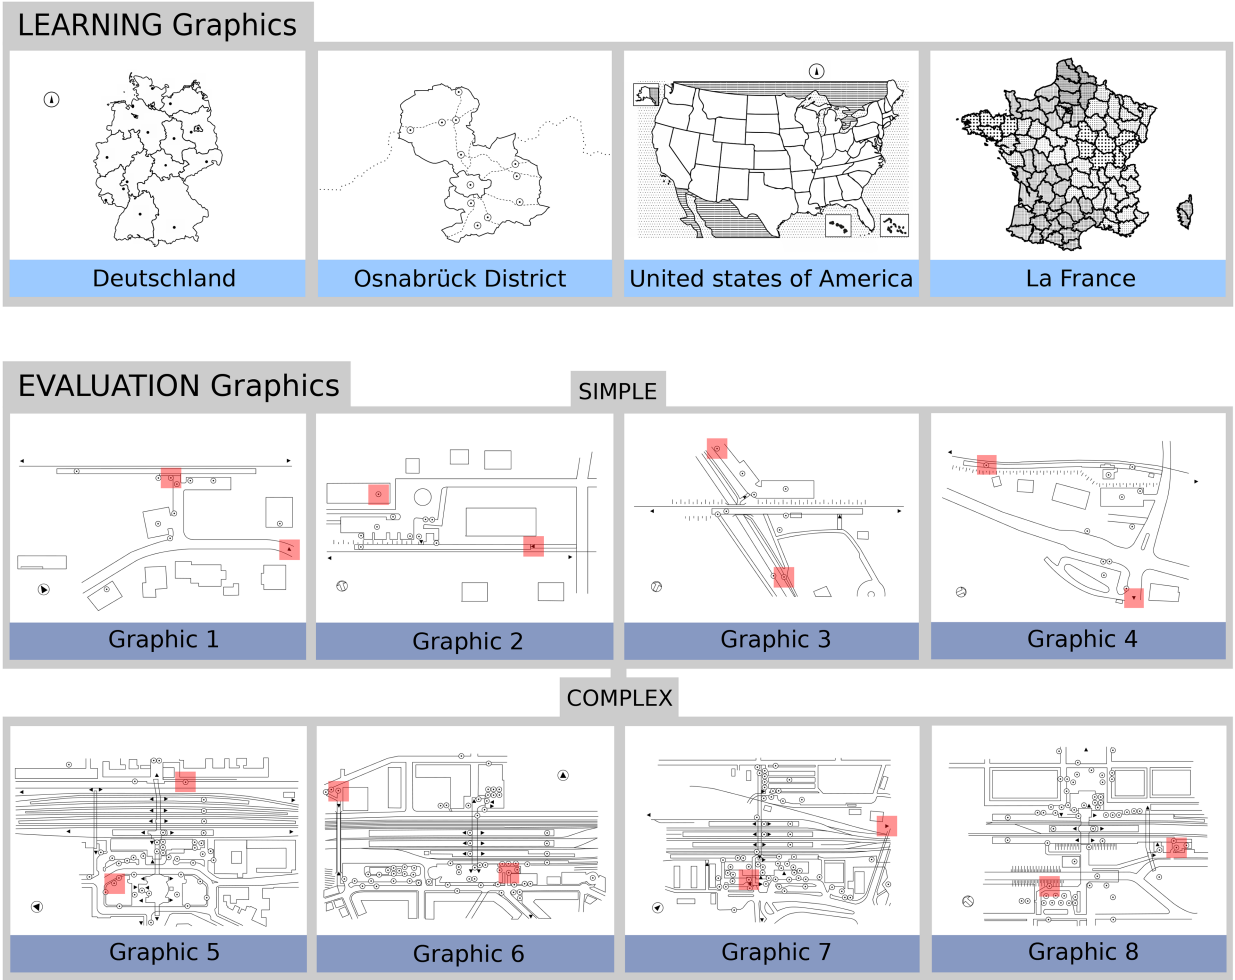 LEARNING Graphics
Deutschland
Osnabrück District
United states of America
La France
EVALUATION Graphics
SIMPLE
Graphic 1
Graphic 2
Graphic 3
Graphic 4
COMPLEX
Graphic 5
Graphic 6
Graphic 7
Graphic 8